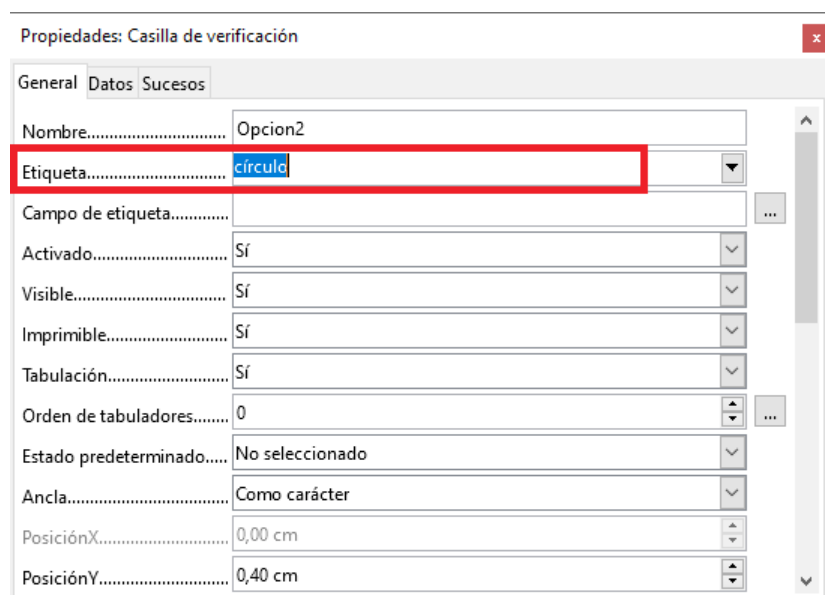 Propiedades: Casilla de verificación
x
General Datos Sucesos
Nombre............................... Opcion2
Etiqueta............................... círculo
Campo de etiqueta............. ...
Activado.............................. Sí
Visible.................................. Sí
Imprimible........................... Sí
Tabulación........................... Sí
Orden de tabuladores........ 0 ...
Estado predeterminado..... No seleccionado
Ancla.................................... Como carácter
PosiciónX............................. 0,00 cm
PosiciónY............................. 0,40 cm